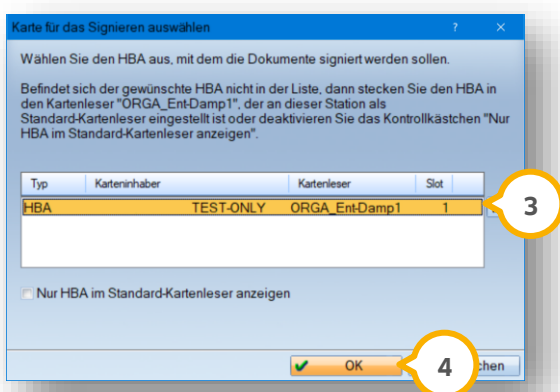 Karte für das Signieren auswählen ? ×
Wählen Sie den HBA aus, mit dem die Dokumente signiert werden sollen.
Befindet sich der gewünschte HBA nicht in der Liste, dann stecken Sie den HBA in
den Kartenleser "ORGA_Ent-Damp1", der an dieser Station als
Standard-Kartenleser eingestellt ist oder deaktivieren Sie das Kontrollkästchen "Nur
HBA im Standard-Kartenleser anzeigen".
Typ Karteninhaber Kartenleser Slot
HBA TEST-ONLY ORGA_Ent-Damp1 1
3
Nur HBA im Standard-Kartenleser anzeigen
OK
4